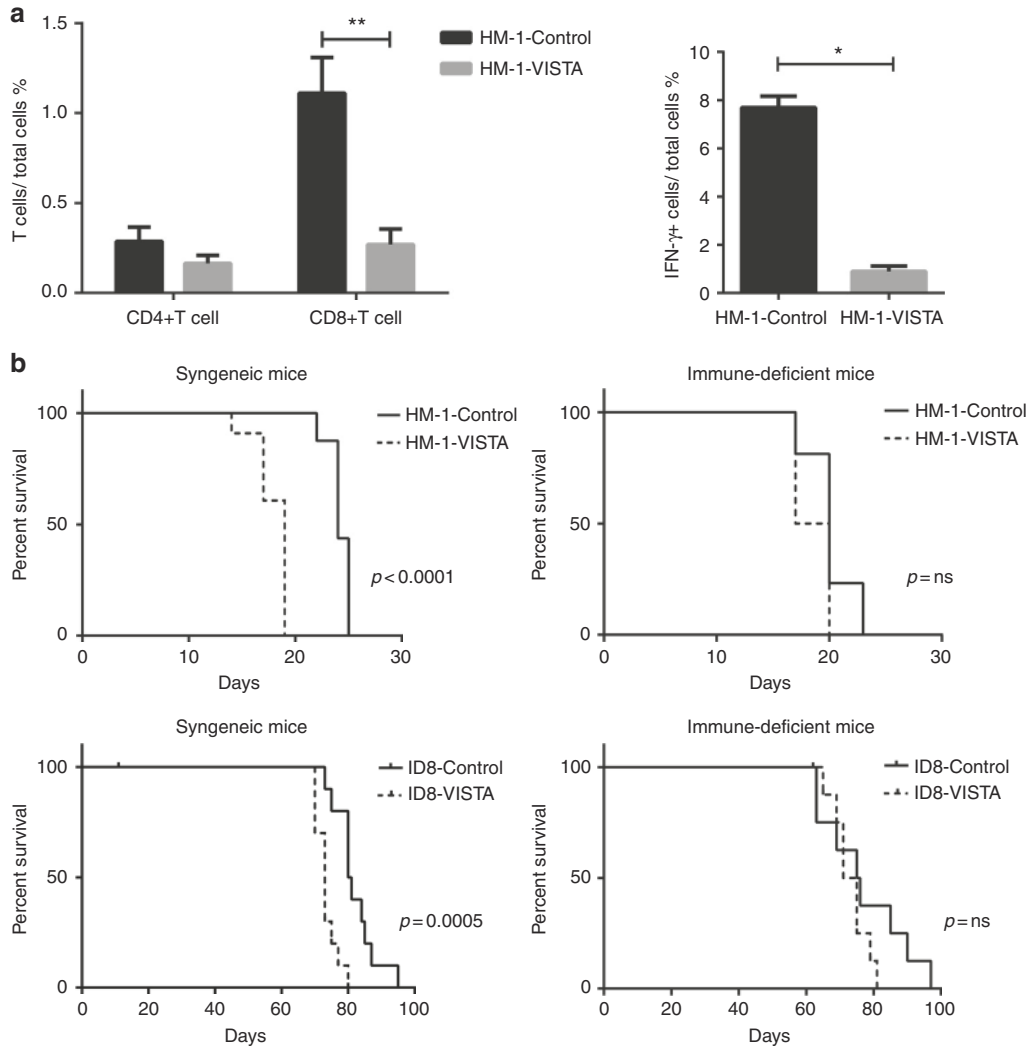 a
T cells/ total cells %
1.5
1.0
0.5
0.0
**
CD4+T cell
CD8+T cell
HM-1-Control
HM-1-VISTA
IFN-γ+ cells/ total cells %
10
8
6
4
2
0
*
HM-1-Control
HM-1-VISTA
b
Syngeneic mice
Percent survival
100
50
0
HM-1-Control
HM-1-VISTA
p < 0.0001
0
10
20
30
Days
Immune-deficient mice
Percent survival
100
50
0
HM-1-Control
HM-1-VISTA
p = ns
0
10
20
30
Days
Syngeneic mice
Percent survival
100
50
0
ID8-Control
ID8-VISTA
p = 0.0005
0
20
40
60
80
100
Days
Immune-deficient mice
Percent survival
100
50
0
ID8-Control
ID8-VISTA
p = ns
0
20
40
60
80
100
Days